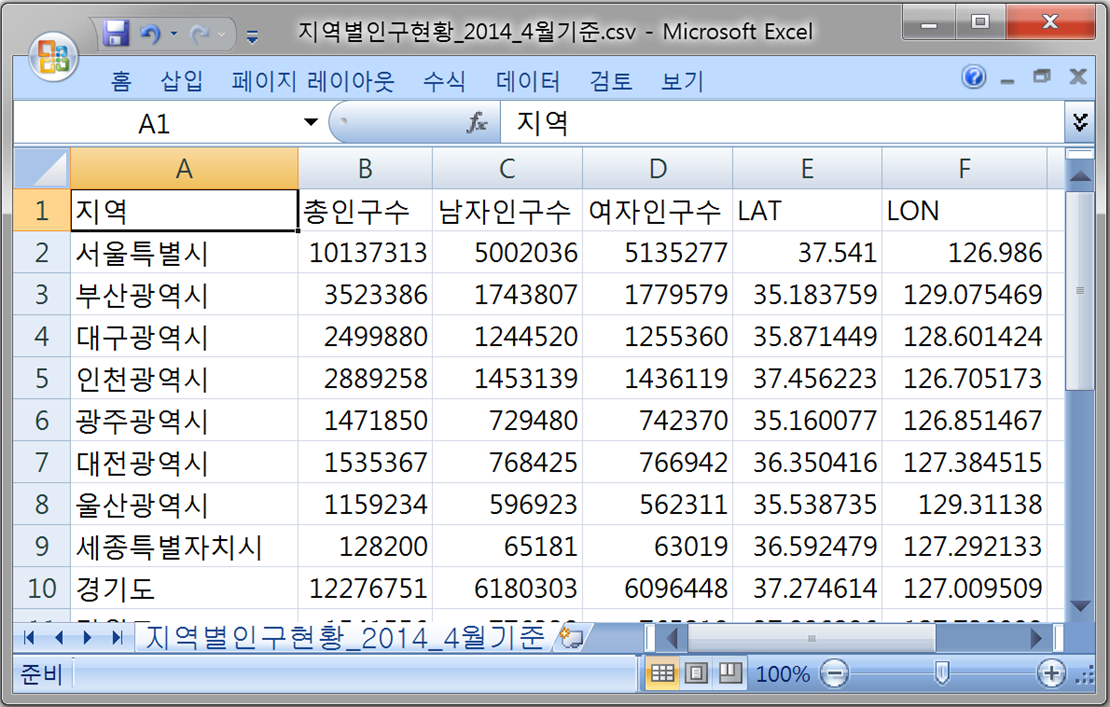 지역별인구현황_2014_4월기준.csv - Microsoft Excel
홈 삽입 페이지 레이아웃 수식 데이터 검토 보기
A1 fx 지역
A B C D E F
1 지역 총인구수 남자인구수 여자인구수 LAT LON
2 서울특별시 10137313 5002036 5135277 37.541 126.986
3 부산광역시 3523386 1743807 1779579 35.183759 129.075469
4 대구광역시 2499880 1244520 1255360 35.871449 128.601424
5 인천광역시 2889258 1453139 1436119 37.456223 126.705173
6 광주광역시 1471850 729480 742370 35.160077 126.851467
7 대전광역시 1535367 768425 766942 36.350416 127.384515
8 울산광역시 1159234 596923 562311 35.538735 129.31138
9 세종특별자치시 128200 65181 63019 36.592479 127.292133
10 경기도 12276751 6180303 6096448 37.274614 127.009509
지역별인구현황_2014_4월기준
준비 100%